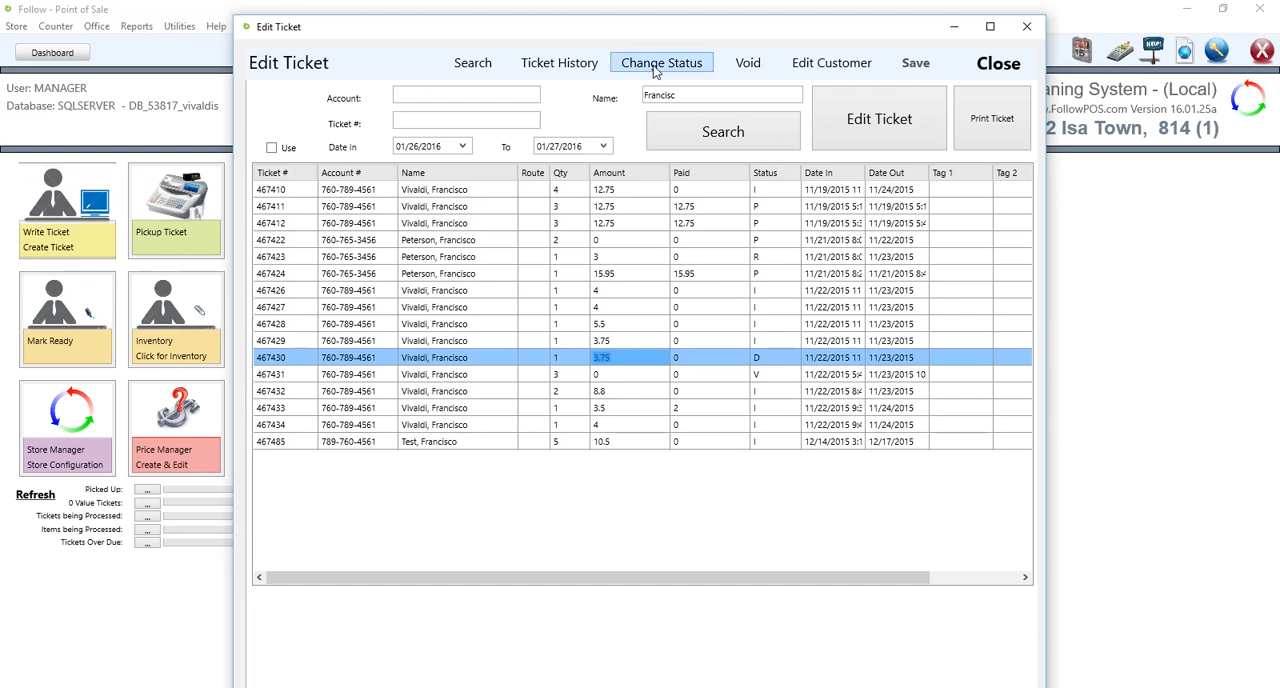 Follow - Point of Sale
Store Counter Office Reports Utilities Help
Dashboard
User: MANAGER
Database: SQLSERVER - DB_53817_vivaldis
Edit Ticket
Edit Ticket Search Ticket History Change Status Void Edit Customer Save Close
Account: Name: Francisc
Ticket #: Search Edit Ticket Print Ticket
Use Date In 01/26/2016 To 01/27/2016
HELP!
ning System - (Local)
.FollowPOS.com Version 16.01.25a
2 Isa Town, 814 (1)
Ticket # Account # Name Route Qty Amount Paid Status Date In Date Out Tag 1 Tag 2
467410 760-789-4561 Vivaldi, Francisco 4 12.75 0 I 11/19/2015 11 11/24/2015
467411 760-789-4561 Vivaldi, Francisco 3 12.75 12.75 P 11/19/2015 5:1 11/19/2015 5:1
467412 760-789-4561 Vivaldi, Francisco 3 12.75 12.75 P 11/19/2015 5: 11/19/2015 5:4
467422 760-765-3456 Peterson, Francisco 2 0 0 P 11/21/2015 8: 11/22/2015
467423 760-765-3456 Peterson, Francisco 1 3 0 R 11/21/2015 8: 11/23/2015
467424 760-765-3456 Peterson, Francisco 1 15.95 15.95 P 11/21/2015 8: 11/21/2015 8:4
467426 760-789-4561 Vivaldi, Francisco 1 4 0 I 11/22/2015 11 11/23/2015
467427 760-789-4561 Vivaldi, Francisco 1 4 0 I 11/22/2015 11 11/23/2015
467428 760-789-4561 Vivaldi, Francisco 1 5.5 0 I 11/22/2015 11 11/23/2015
467429 760-789-4561 Vivaldi, Francisco 1 3.75 0 I 11/22/2015 11 11/23/2015
467430 760-789-4561 Vivaldi, Francisco 1 3.75 0 D 11/22/2015 11 11/23/2015
467431 760-789-4561 Vivaldi, Francisco 3 0 0 V 11/22/2015 5:4 11/23/2015 10
467432 760-789-4561 Vivaldi, Francisco 2 8.8 0 I 11/22/2015 8:4 11/23/2015
467433 760-789-4561 Vivaldi, Francisco 1 3.5 2 I 11/22/2015 9: 11/24/2015
467434 760-789-4561 Vivaldi, Francisco 1 4 0 I 11/22/2015 9:4 11/24/2015
467485 789-760-4561 Test, Francisco 5 10.5 0 I 12/14/2015 3:1 12/17/2015
Write Ticket
Create Ticket
Pickup Ticket
Mark Ready
Inventory
Click for Inventory
Store Manager
Store Configuration
Price Manager
Create & Edit
Refresh
Picked Up: ...
0 Value Tickets: ...
Tickets being Processed: ...
Items being Processed: ...
Tickets Over Due: ...